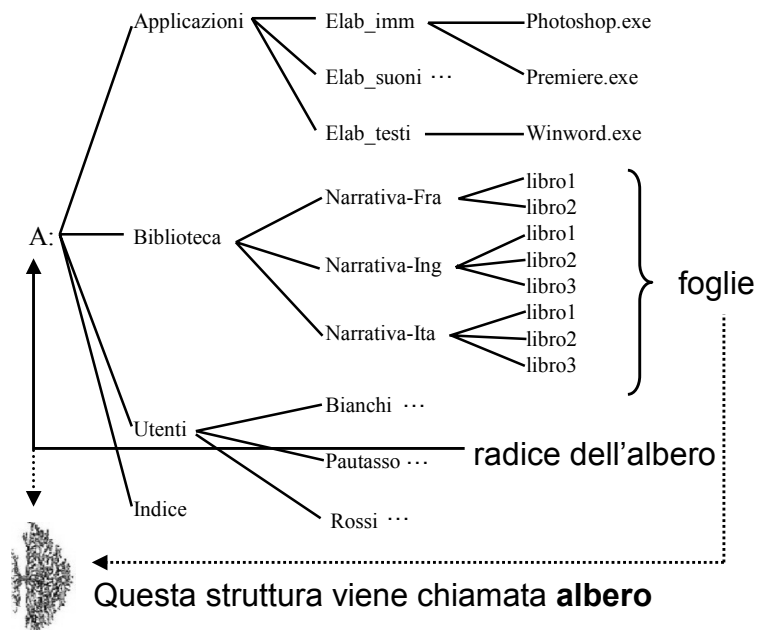 Applicazioni Elab_imm Photoshop.exe
Elab_suoni ... Premiere.exe
Elab_testi Winword.exe
libro1
Narrativa-Fra
libro2
libro1
A: Biblioteca
libro2
Narrativa-Ing
libro3
foglie
libro1
Narrativa-Ita
libro2
libro3
Bianchi ...
Utenti
Pautasso ... radice dell'albero
Indice
Rossi ...
Questa struttura viene chiamata albero